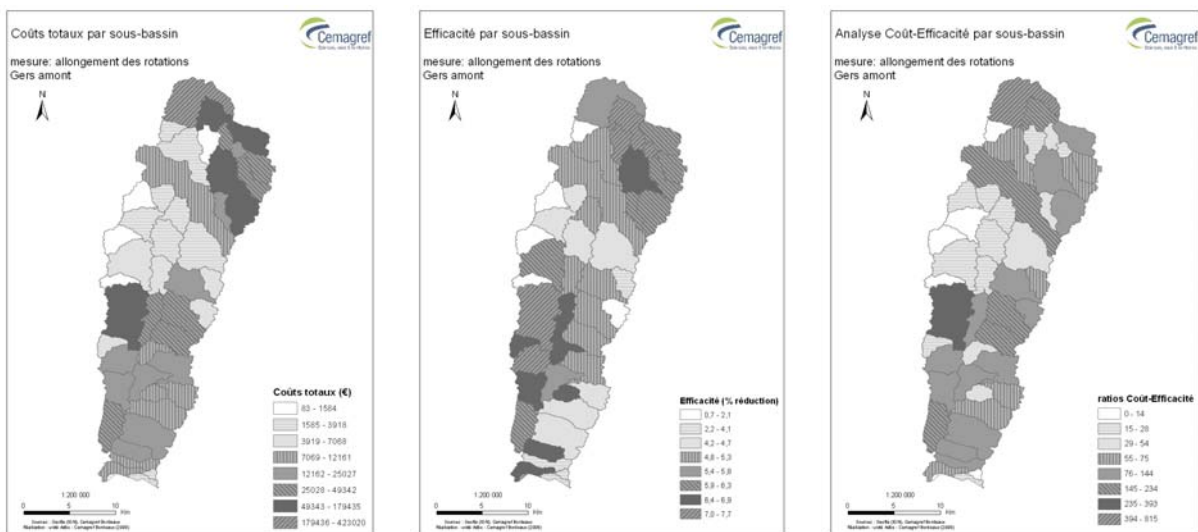 Coûts totaux par sous-bassin
Cemagref
mesure: allongement des rotations
Gers amont
N
Coûts totaux (€)
83 - 1584
1585 - 3918
3919 - 7068
7069 - 12161
12162 - 25027
25028 - 49342
49343 - 179435
179436 - 423020
1:200 000
0 5 10
Km
Efficacité par sous-bassin
Cemagref
mesure: allongement des rotations
Gers amont
N
Efficacité (% réduction)
0,7 - 2,1
2,2 - 4,1
4,2 - 4,7
4,8 - 5,3
5,4 - 5,8
5,9 - 6,3
6,4 - 6,9
7,0 - 7,7
1:200 000
0 5 10
Km
Analyse Coût-Efficacité par sous-bassin
Cemagref
mesure: allongement des rotations
Gers amont
N
ratios Coût-Efficacité
0 - 14
15 - 28
29 - 54
55 - 75
76 - 144
145 - 234
235 - 393
394 - 815
1:200 000
0 5 10
Km